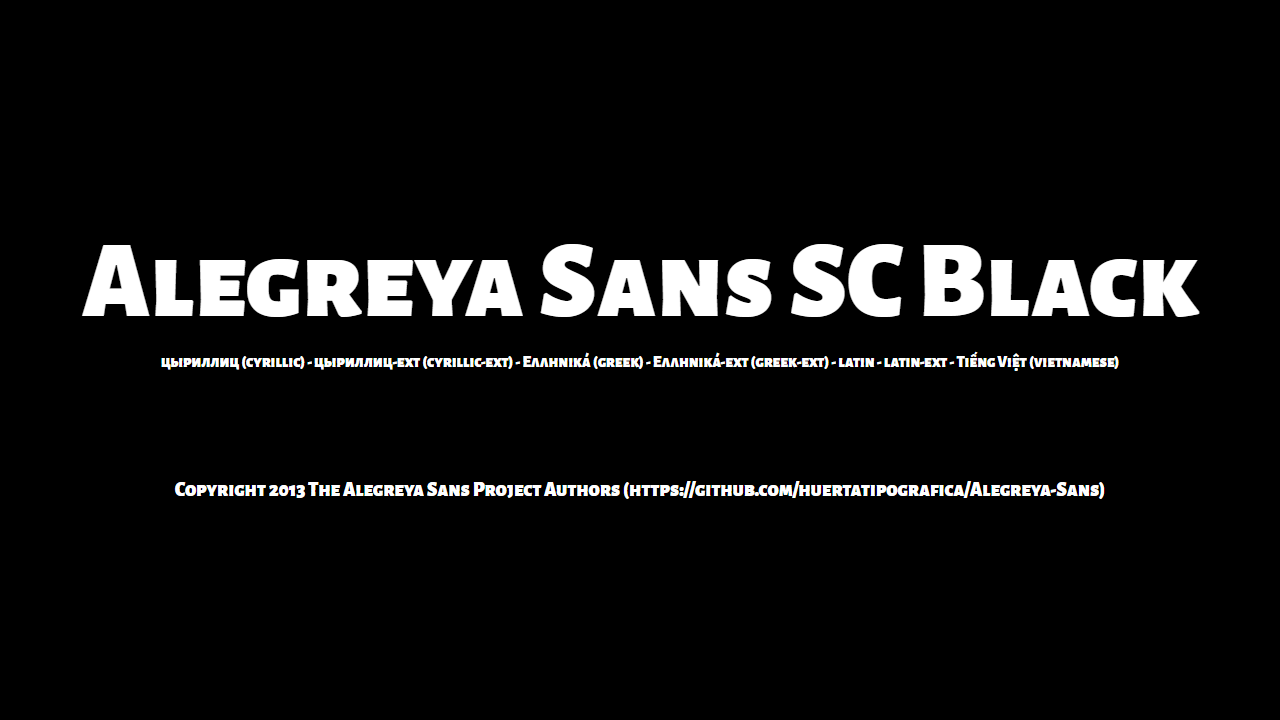 Alegreya Sans SC Black
цыриллиц (cyrillic) - цыриллиц-ext (cyrillic-ext) - Ελληνικά (greek) - Ελληνικά-ext (greek-ext) - latin - latin-ext - Tiếng Việt (vietnamese)
Copyright 2013 The Alegreya Sans Project Authors (https://github.com/huertatipografica/Alegreya-Sans)